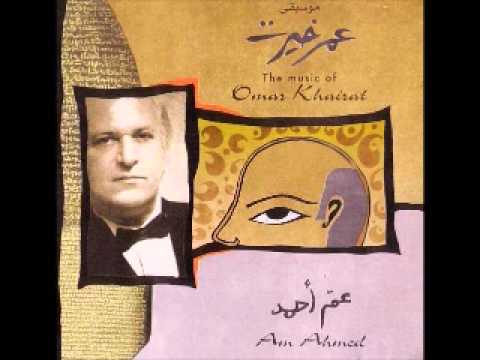 موسيقى
عمر خيرت
The music of
Omar Khairat
عم أحمد
Am Ahmed